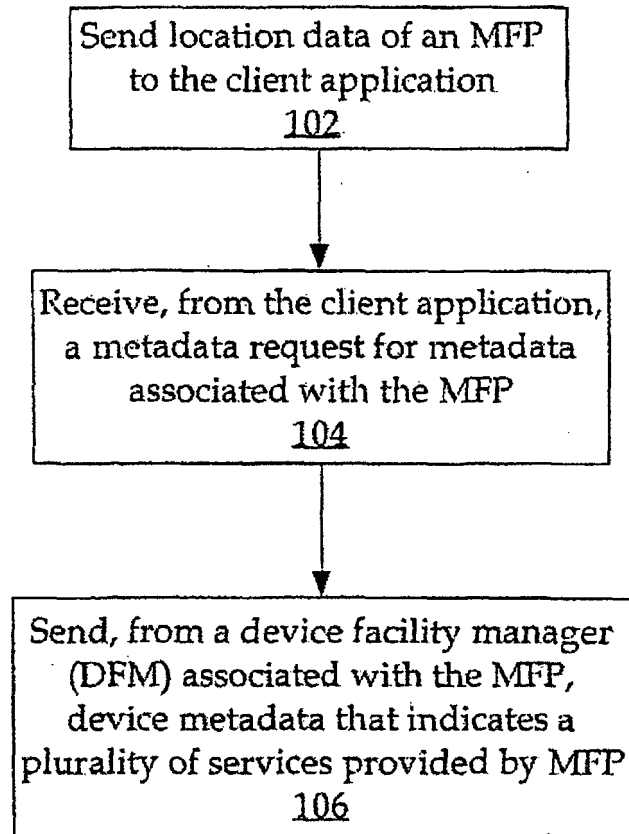 Send location data of an MFP
to the client application
102
Receive, from the client application,
a metadata request for metadata
associated with the MFP
104
Send, from a device facility manager
(DFM) associated with the MFP,
device metadata that indicates a
plurality of services provided by MFP
106